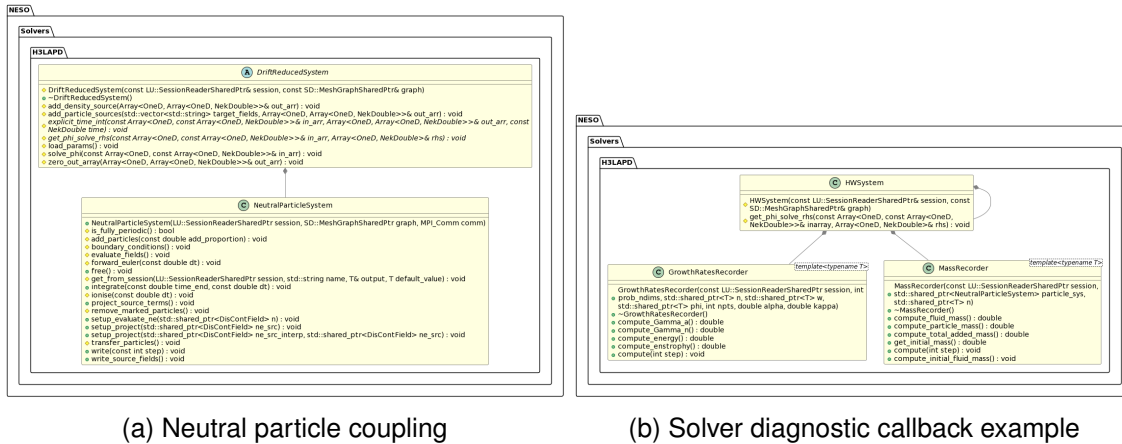 NESO
Solvers
H3LAPD
A DriftReducedSystem
DriftReducedSystem(const LU::SessionReaderSharedPtr& session, const SD::MeshGraphSharedPtr& graph)
~DriftReducedSystem()
add_density_source(Array<OneD, Array<OneD, NekDouble>>& out_arr) : void
add_particle_sources(std::vector<std::string> target_fields, Array<OneD, Array<OneD, NekDouble>>& out_arr) : void
explicit_time_int(const Array<OneD, const Array<OneD, NekDouble>>& in_arr, Array<OneD, Array<OneD, NekDouble>>& out_arr, const
NekDouble time) : void
get_phi_solve_rhs(const Array<OneD, const Array<OneD, NekDouble>>& in_arr, Array<OneD, NekDouble>& rhs) : void
load_params() : void
solve_phi(const Array<OneD, const Array<OneD, NekDouble>>& in_arr) : void
zero_out_array(Array<OneD, Array<OneD, NekDouble>>& out_arr) : void
C NeutralParticleSystem
NeutralParticleSystem(LU::SessionReaderSharedPtr session, SD::MeshGraphSharedPtr graph, MPI_Comm comm)
is_fully_periodic() : bool
add_particles(const double add_proportion) : void
boundary_conditions() : void
evaluate_fields() : void
forward_euler(const double dt) : void
free() : void
get_from_session(LU::SessionReaderSharedPtr session, std::string name, T& output, T default_value) : void
integrate(const double time_end, const double dt) : void
ionise(const double dt) : void
project_source_terms() : void
remove_marked_particles() : void
setup_evaluate_ne(std::shared_ptr<DisContField> n) : void
setup_project(std::shared_ptr<DisContField> ne_src) : void
setup_project(std::shared_ptr<DisContField> ne_src_interp, std::shared_ptr<DisContField> ne_src) : void
transfer_particles() : void
write(const int step) : void
write_source_fields() : void
(a) Neutral particle coupling
NESO
Solvers
H3LAPD
C HWSystem
HWSystem(const LU::SessionReaderSharedPtr& session, const
SD::MeshGraphSharedPtr& graph)
get_phi_solve_rhs(const Array<OneD, const Array<OneD,
NekDouble>>& inarray, Array<OneD, NekDouble>& rhs) : void
template<typename T>
C GrowthRatesRecorder
GrowthRatesRecorder(const LU::SessionReaderSharedPtr session, int
prob_ndims, std::shared_ptr<T> n, std::shared_ptr<T> w,
std::shared_ptr<T> phi, int npts, double alpha, double kappa)
~GrowthRatesRecorder()
compute_Gamma_a() : double
compute_Gamma_n() : double
compute_energy() : double
compute_enstrophy() : double
compute(int step) : void
template<typename T>
C MassRecorder
MassRecorder(const LU::SessionReaderSharedPtr session,
std::shared_ptr<NeutralParticleSystem> particle_sys,
std::shared_ptr<T> n)
~MassRecorder()
compute_fluid_mass() : double
compute_particle_mass() : double
compute_total_added_mass() : double
get_initial_mass() : double
compute(int step) : void
compute_initial_fluid_mass() : void
(b) Solver diagnostic callback example